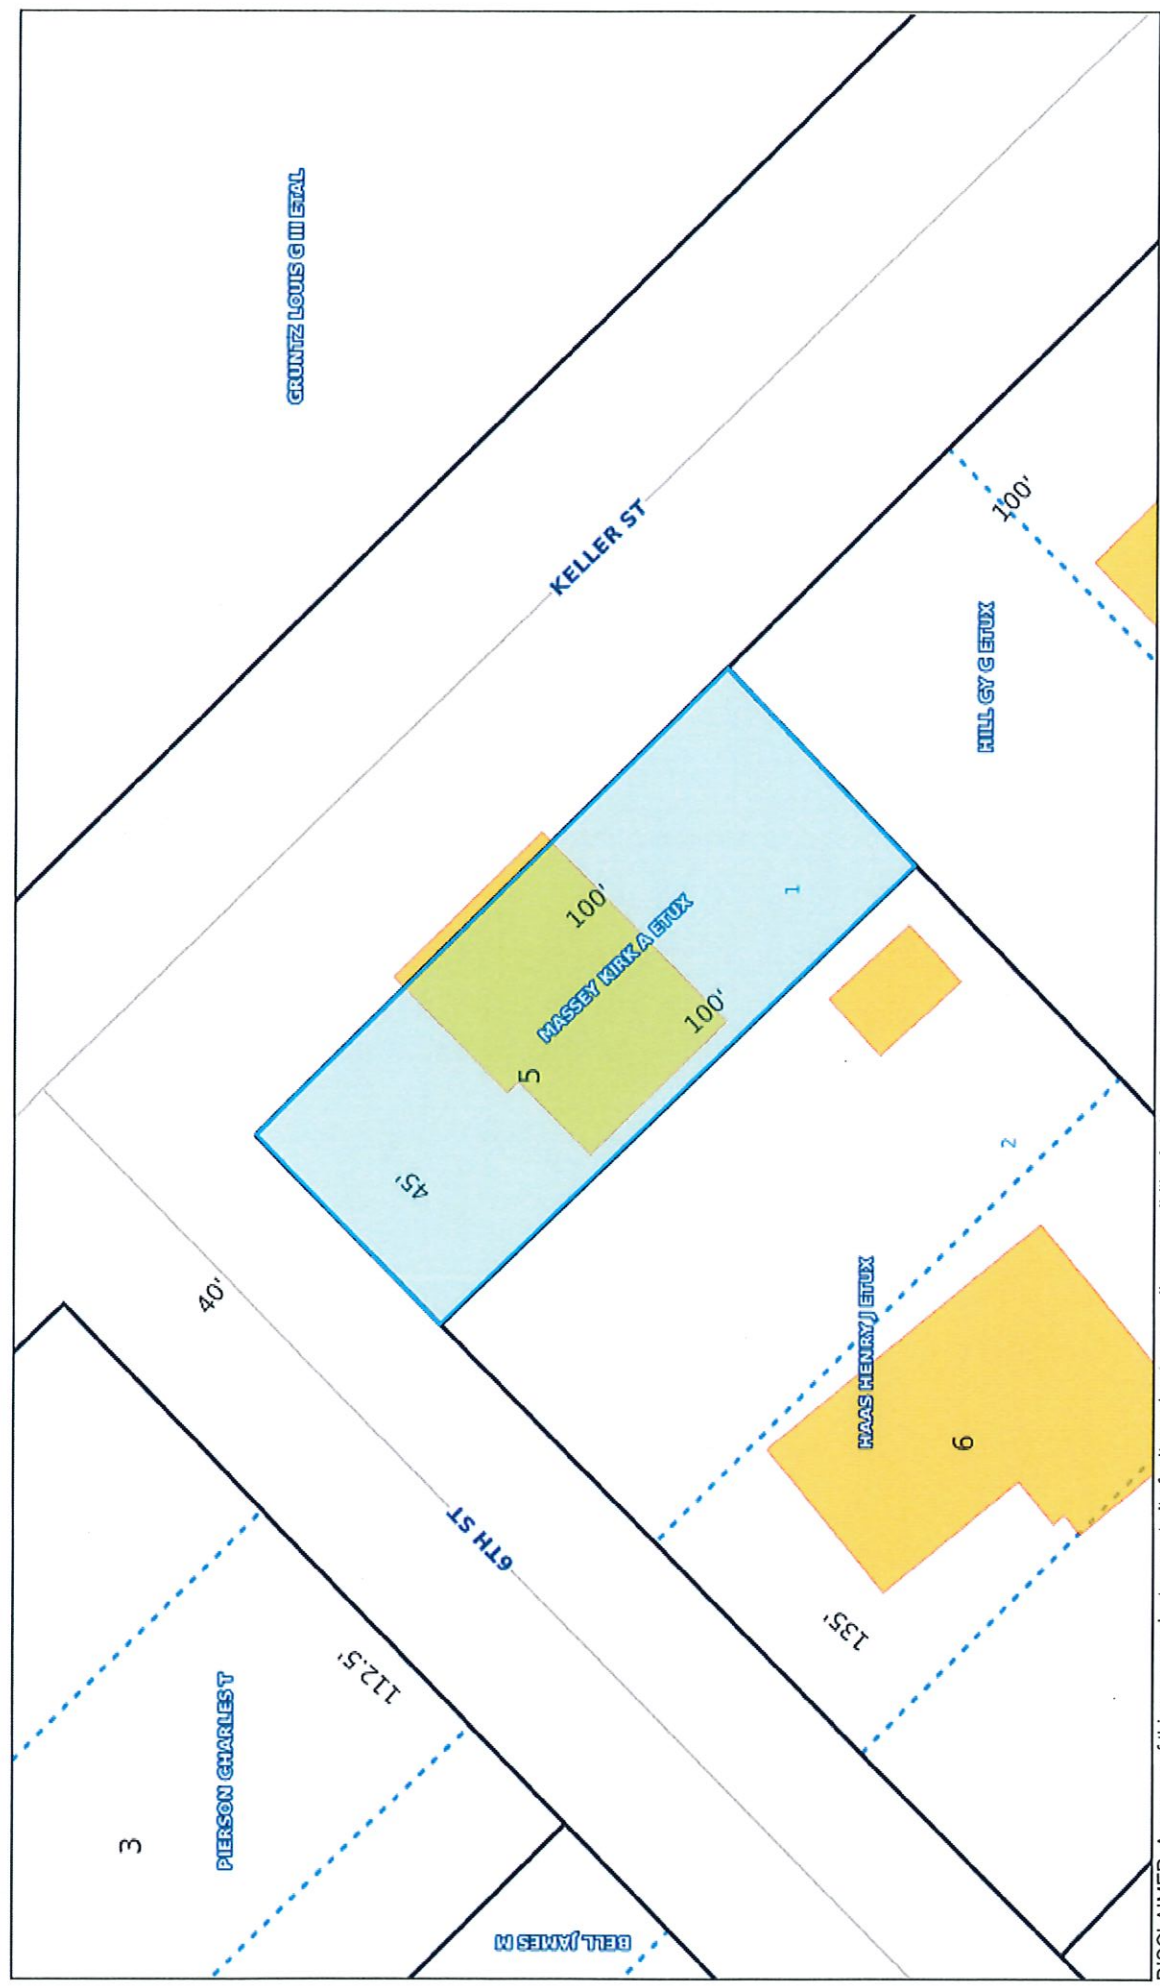 GRUNTZ LOUIS G III ETAL
KELLER ST
100'
HILL CY C ETUX
100'
MASSEY KIRK A ETUX
1
100'
5
45'
40'
2
HAAS HENRY J ETUX
6
135'
6TH ST
112.5'
PIERSON CHARLES T
3
BELL JAMES M